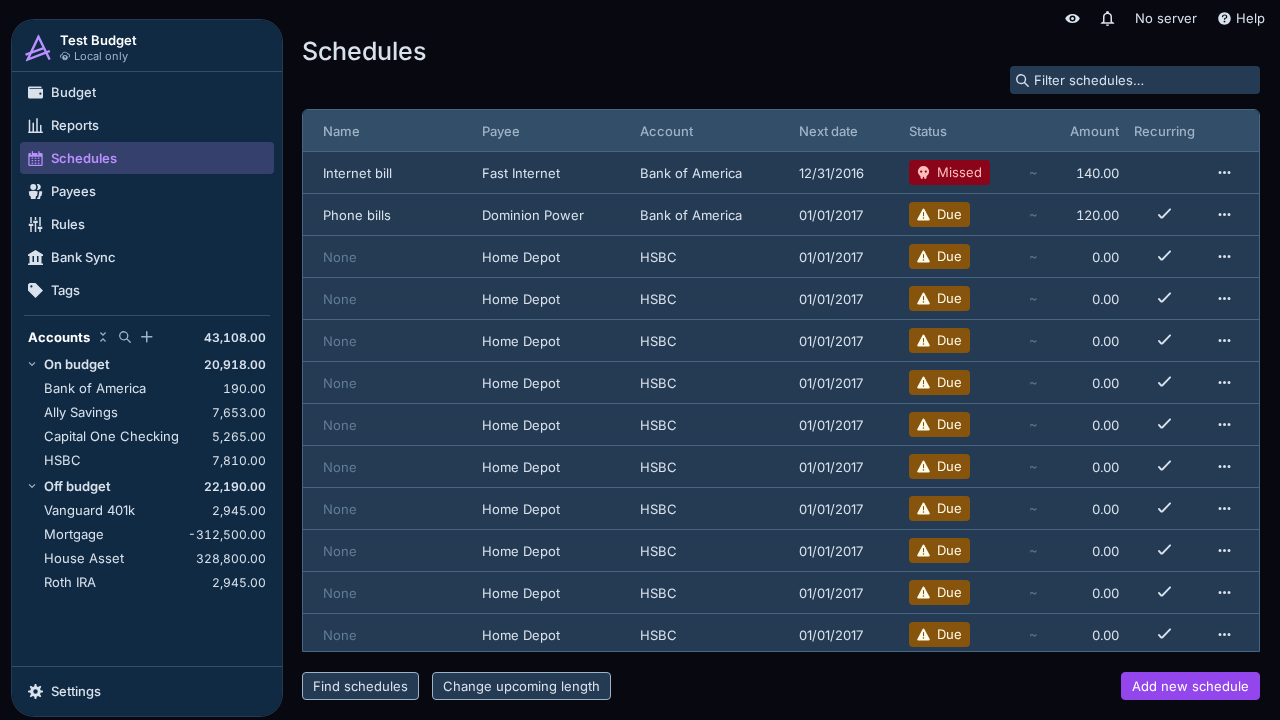 No server
Help
Test Budget
Local only
Budget
Reports
Schedules
Payees
Rules
Bank Sync
Tags
Accounts 43,108.00
On budget 20,918.00
Bank of America 190.00
Ally Savings 7,653.00
Capital One Checking 5,265.00
HSBC 7,810.00
Off budget 22,190.00
Vanguard 401k 2,945.00
Mortgage -312,500.00
House Asset 328,800.00
Roth IRA 2,945.00
Settings
Schedules
Filter schedules...
Name Payee Account Next date Status Amount Recurring
Internet bill Fast Internet Bank of America 12/31/2016 Missed ~ 140.00
Phone bills Dominion Power Bank of America 01/01/2017 Due ~ 120.00
None Home Depot HSBC 01/01/2017 Due ~ 0.00
None Home Depot HSBC 01/01/2017 Due ~ 0.00
None Home Depot HSBC 01/01/2017 Due ~ 0.00
None Home Depot HSBC 01/01/2017 Due ~ 0.00
None Home Depot HSBC 01/01/2017 Due ~ 0.00
None Home Depot HSBC 01/01/2017 Due ~ 0.00
None Home Depot HSBC 01/01/2017 Due ~ 0.00
None Home Depot HSBC 01/01/2017 Due ~ 0.00
None Home Depot HSBC 01/01/2017 Due ~ 0.00
None Home Depot HSBC 01/01/2017 Due ~ 0.00
Find schedules
Change upcoming length
Add new schedule